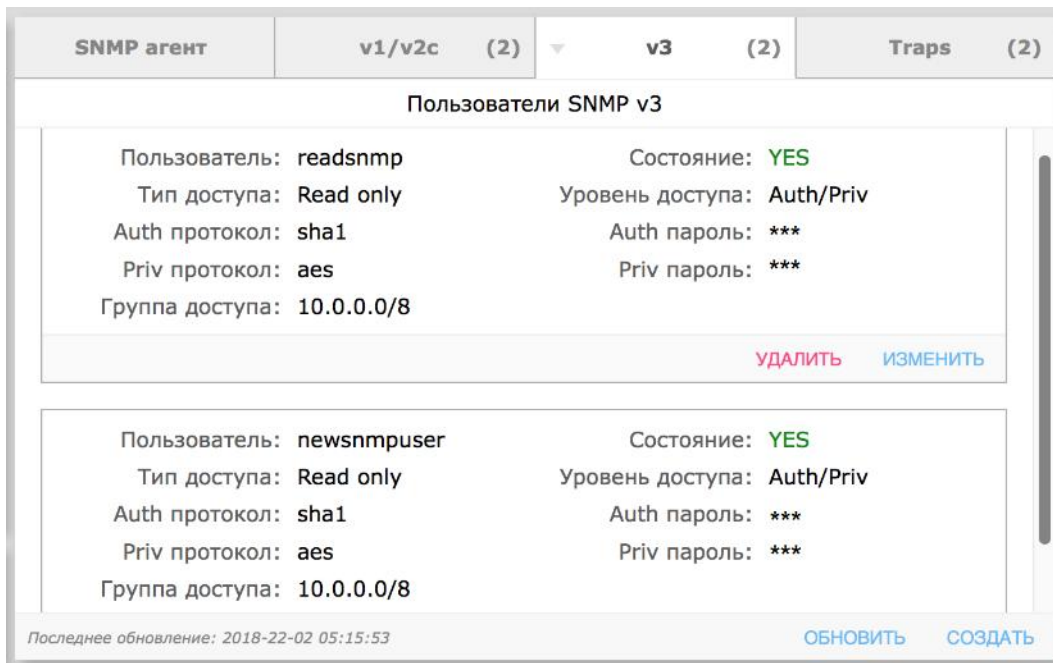 SNMP агент v1/v2c (2) v3 (2) Traps (2)
Пользователи SNMP v3
Пользователь: readsnmp Состояние: YES
Тип доступа: Read only Уровень доступа: Auth/Priv
Auth протокол: sha1 Auth пароль: ***
Priv протокол: aes Priv пароль: ***
Группа доступа: 10.0.0.0/8
УДАЛИТЬ ИЗМЕНИТЬ
Пользователь: newsnmpuser Состояние: YES
Тип доступа: Read only Уровень доступа: Auth/Priv
Auth протокол: sha1 Auth пароль: ***
Priv протокол: aes Priv пароль: ***
Группа доступа: 10.0.0.0/8
Последнее обновление: 2018-22-02 05:15:53 ОБНОВИТЬ СОЗДАТЬ